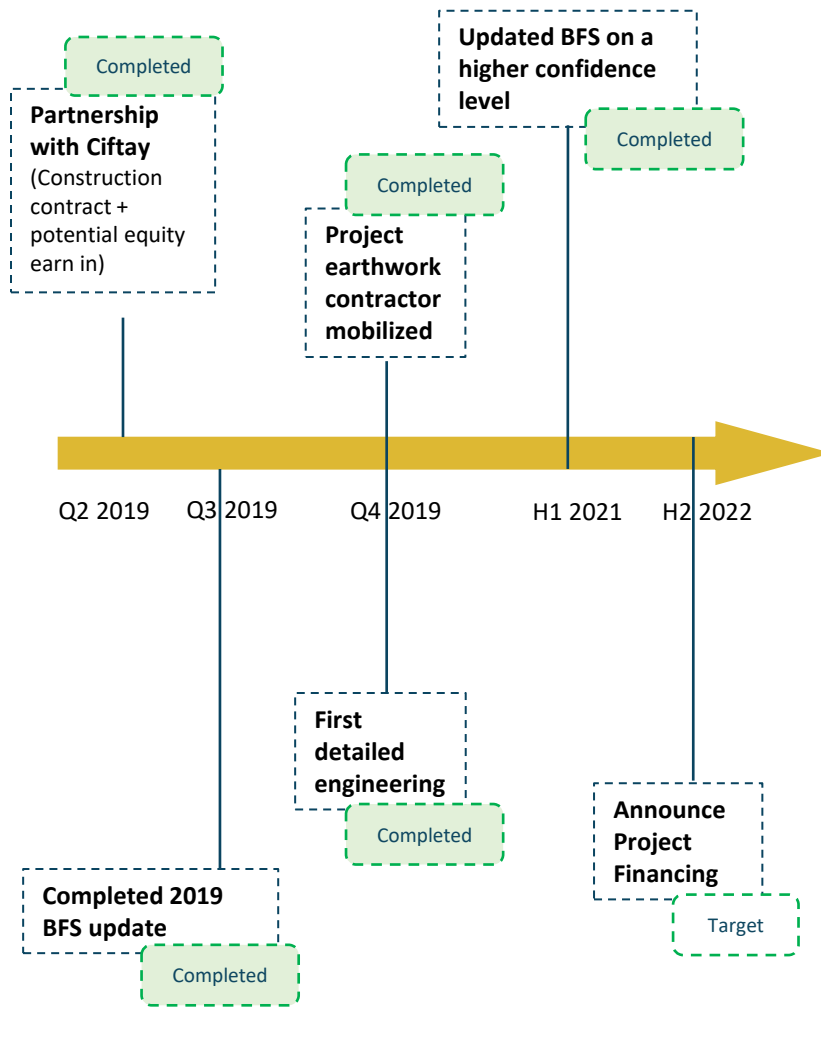 Completed
Partnership
with Ciftay
(Construction
contract +
potential equity
earn in)
Updated BFS on a
higher confidence
level
Completed
Completed
Project
earthwork
contractor
mobilized
Q2 2019
Q3 2019
Q4 2019
H1 2021
H2 2022
First
detailed
engineering
Completed
Announce
Project
Financing
Target
Completed 2019
BFS update
Completed